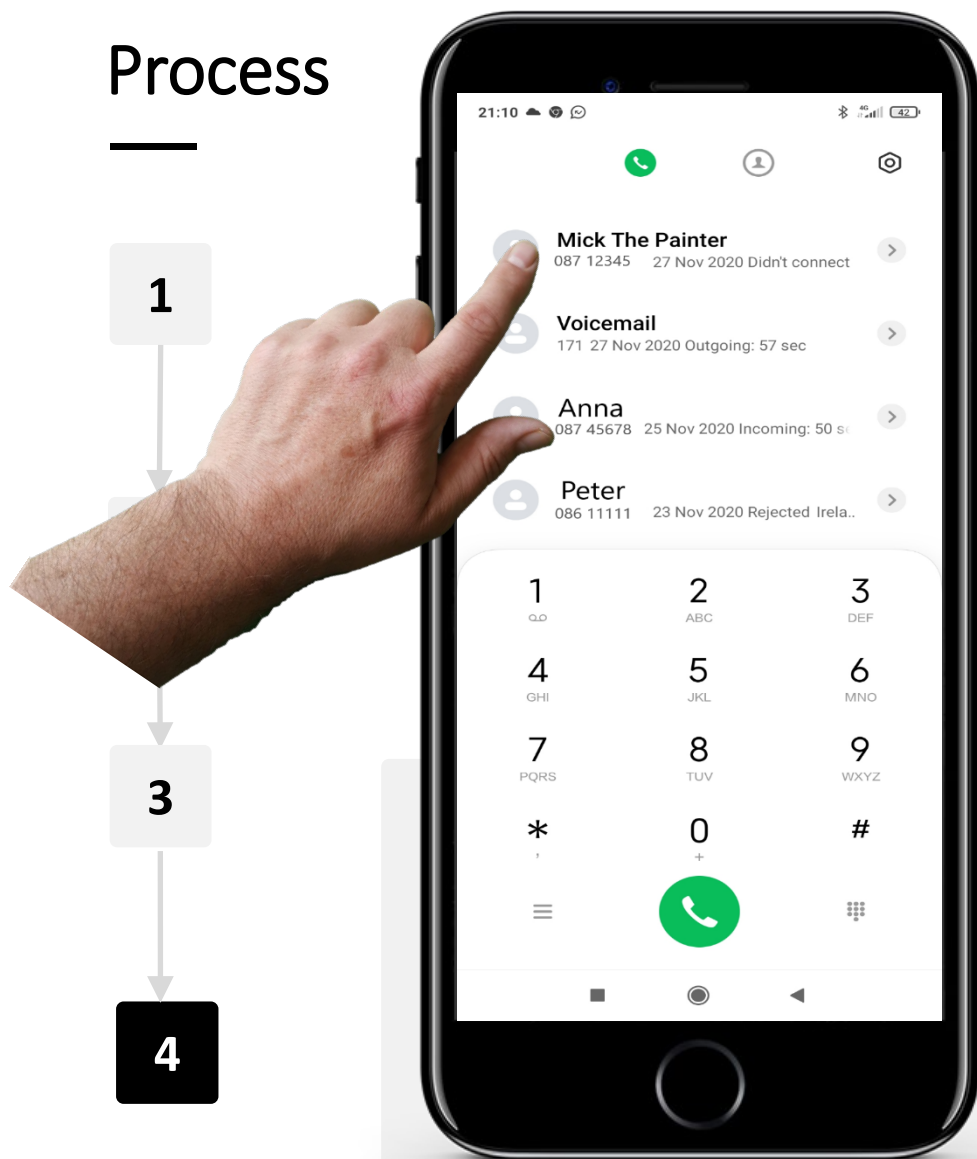 Process
1
3
4
21:10
4G
42
Mick The Painter
087 12345 27 Nov 2020 Didn't connect
Voicemail
171 27 Nov 2020 Outgoing: 57 sec
Anna
087 45678 25 Nov 2020 Incoming: 50 se
Peter
086 11111 23 Nov 2020 Rejected Irela..
1 2 3
ABC DEF
4 5 6
GHI JKL MNO
7 8 9
PQRS TUV WXYZ
* 0 #
, +